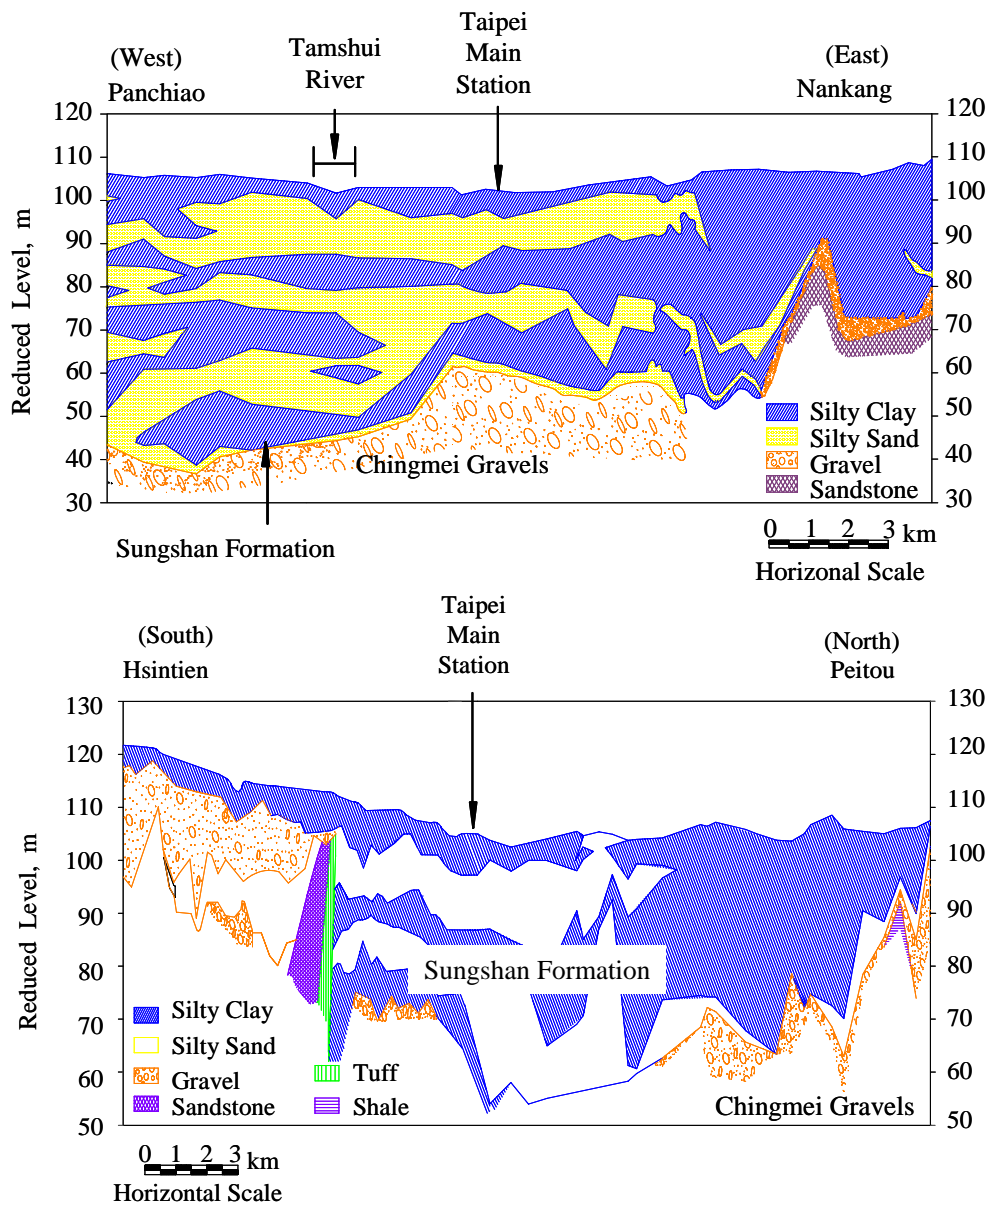 Taipei
Main
Station
Tamshui
River
(West)
Panchiao
(East)
Nankang
120
110
100
90
80
70
60
50
40
30
120
110
100
90
80
70
60
50
40
30
Reduced Level, m
Silty Clay
Silty Sand
Gravel
Sandstone
Chingmei Gravels
Sungshan Formation
0 1 2 3 km
Horizonal Scale
Taipei
Main
Station
(South)
Hsintien
(North)
Peitou
130
120
110
100
90
80
70
60
50
130
120
110
100
90
80
70
60
50
Reduced Level, m
Sungshan Formation
Silty Clay
Silty Sand
Gravel
Sandstone
Tuff
Shale
Chingmei Gravels
0 1 2 3 km
Horizontal Scale